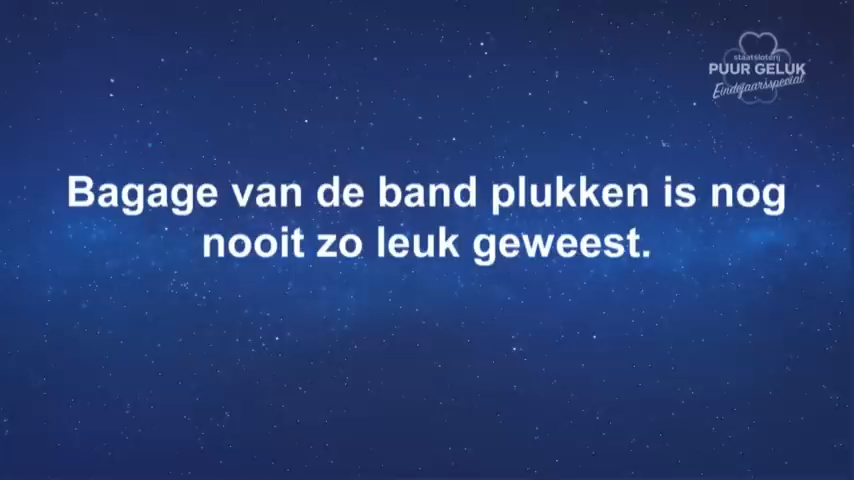 staatsloterij
PUUR GELUK
Eindejaarsspecial
Bagage van de band plukken is nog
nooit zo leuk geweest.